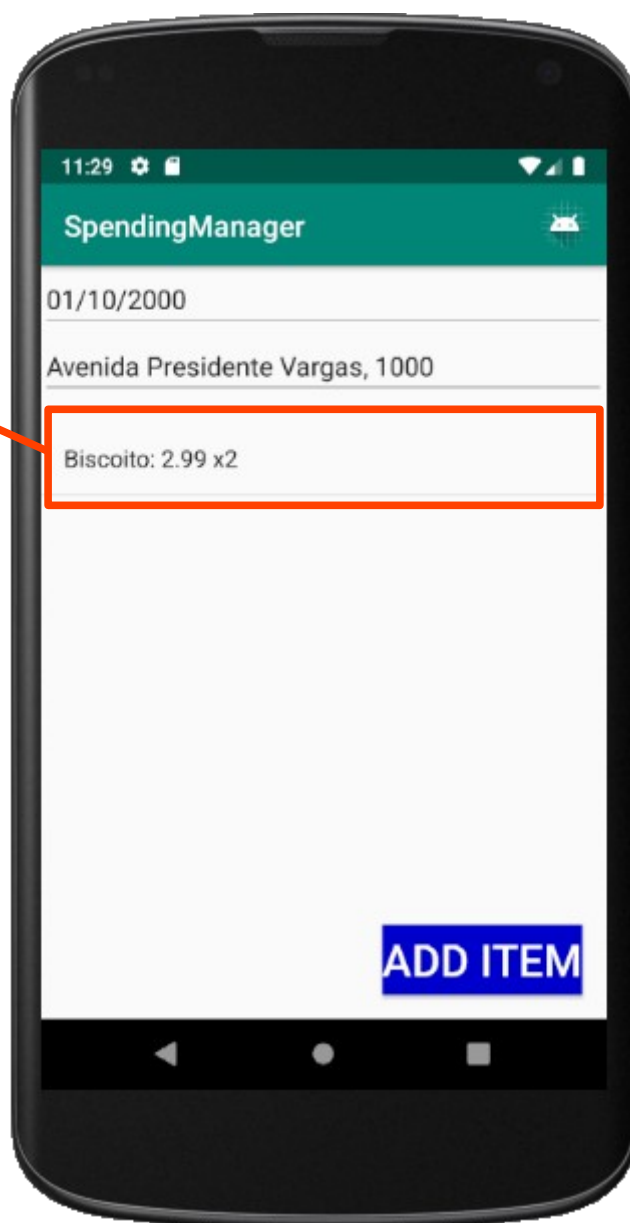 11:29
SpendingManager
01/10/2000
Avenida Presidente Vargas, 1000
Biscoito: 2.99 x2
ADD ITEM